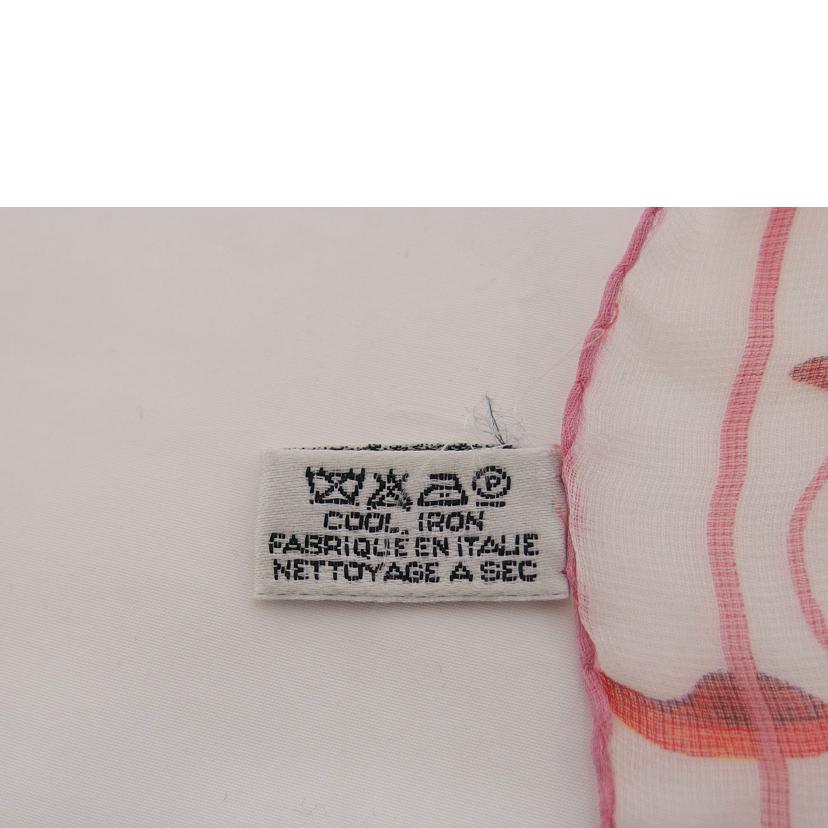 P
COOL IRON
FABRIQUE EN ITALIE
NETTOYAGE A SEC